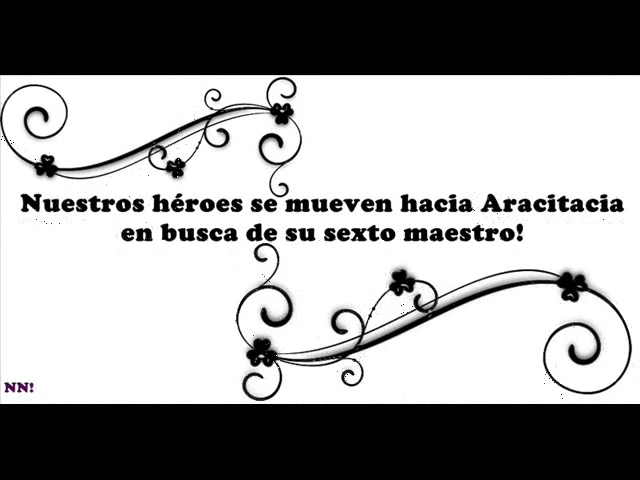 Nuestros héroes se mueven hacia Aracitacia
en busca de su sexto maestro!
NN!